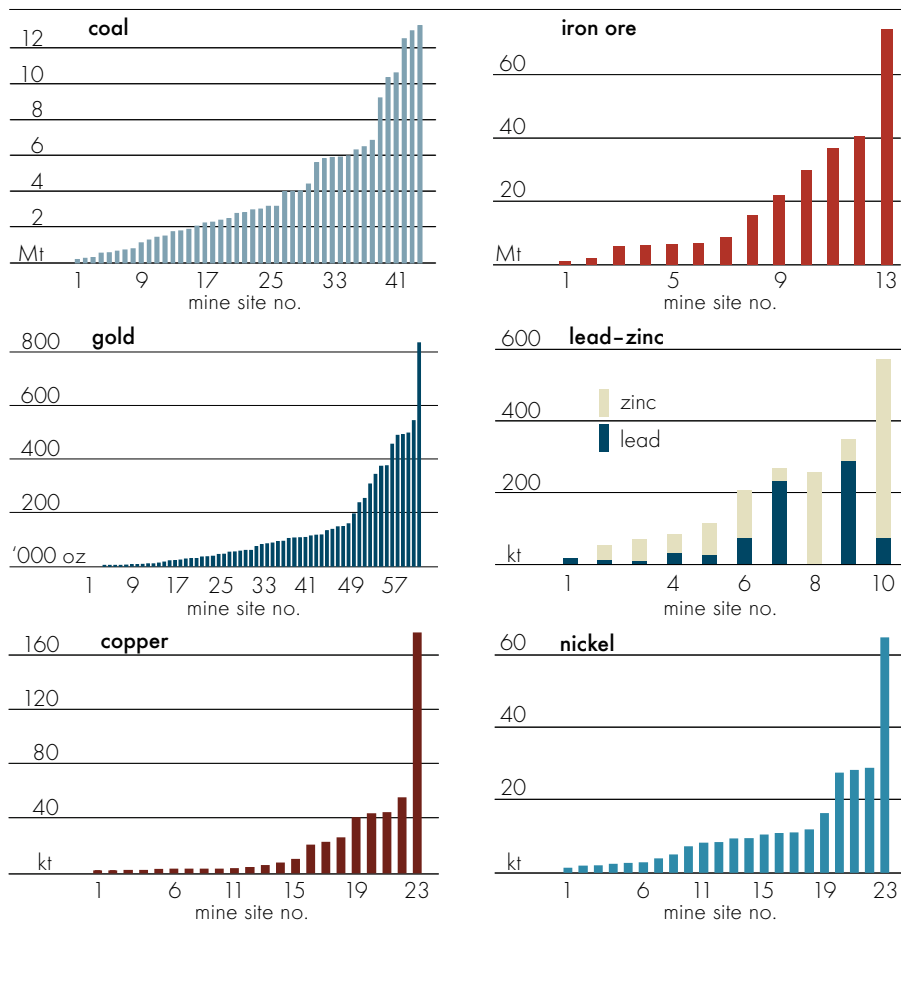 coal
12
10
8
6
4
2
Mt
1 9 17 25 33 41
mine site no.
iron ore
60
40
20
Mt
1 5 9 13
mine site no.
gold
800
600
400
200
‘000 oz
1 9 17 25 33 41 49 57
mine site no.
lead–zinc
600
400
200
kt
zinc
lead
1 4 6 8 10
mine site no.
copper
160
120
80
40
kt
1 6 11 15 19 23
mine site no.
nickel
60
40
20
kt
1 6 11 15 19 23
mine site no.